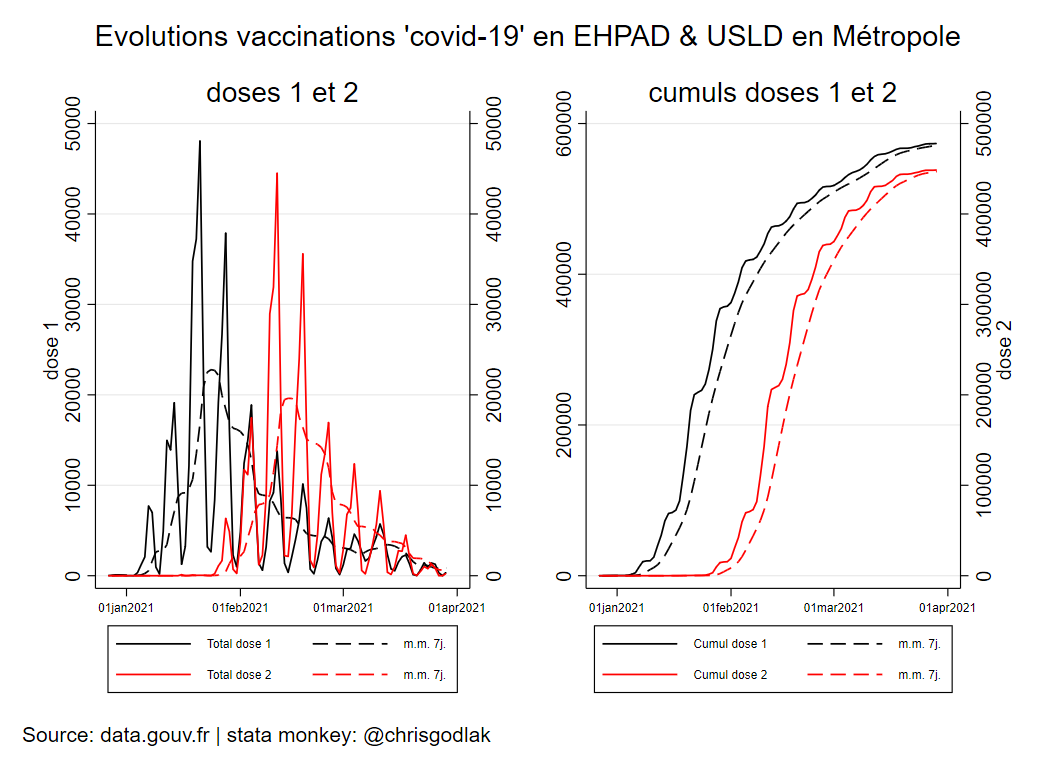 Evolutions vaccinations 'covid-19' en EHPAD & USLD en Métropole
doses 1 et 2
50000
40000
30000
20000
10000
0
dose 1
50000
40000
30000
20000
10000
0
01jan2021
01feb2021
01mar2021
01apr2021
Total dose 1
m.m. 7j.
Total dose 2
m.m. 7j.
cumuls doses 1 et 2
600000
400000
200000
0
500000
400000
300000
200000
100000
0
dose 2
01jan2021
01feb2021
01mar2021
01apr2021
Cumul dose 1
m.m. 7j.
Cumul dose 2
m.m. 7j.
Source: data.gouv.fr | stata monkey: @chrisgodlak